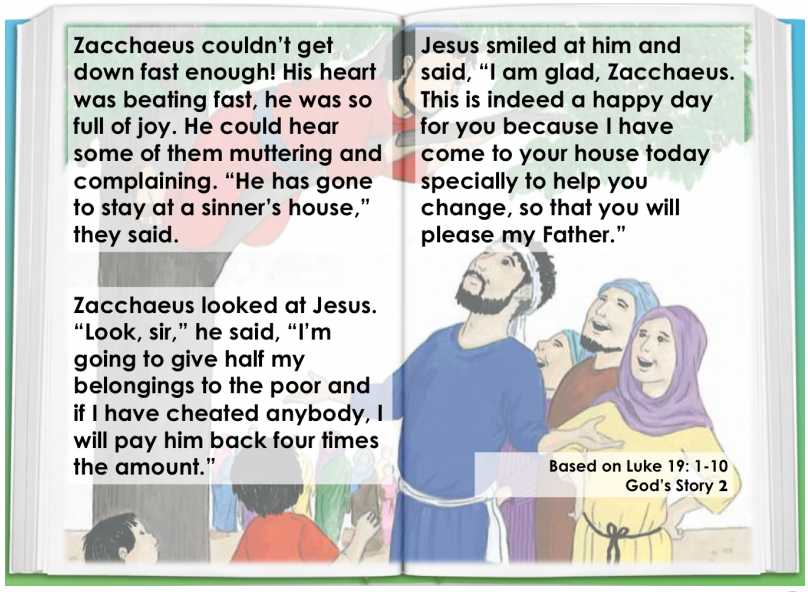 Zacchaeus couldn’t get
down fast enough! His heart
was beating fast, he was so
full of joy. He could hear
some of them muttering and
complaining. “He has gone
to stay at a sinner’s house,”
they said.
Zacchaeus looked at Jesus.
“Look, sir,” he said, “I’m
going to give half my
belongings to the poor and
if I have cheated anybody, I
will pay him back four times
the amount.”
Jesus smiled at him and
said, “I am glad, Zacchaeus.
This is indeed a happy day
for you because I have
come to your house today
specially to help you
change, so that you will
please my Father.”
Based on Luke 19: 1-10
God’s Story 2